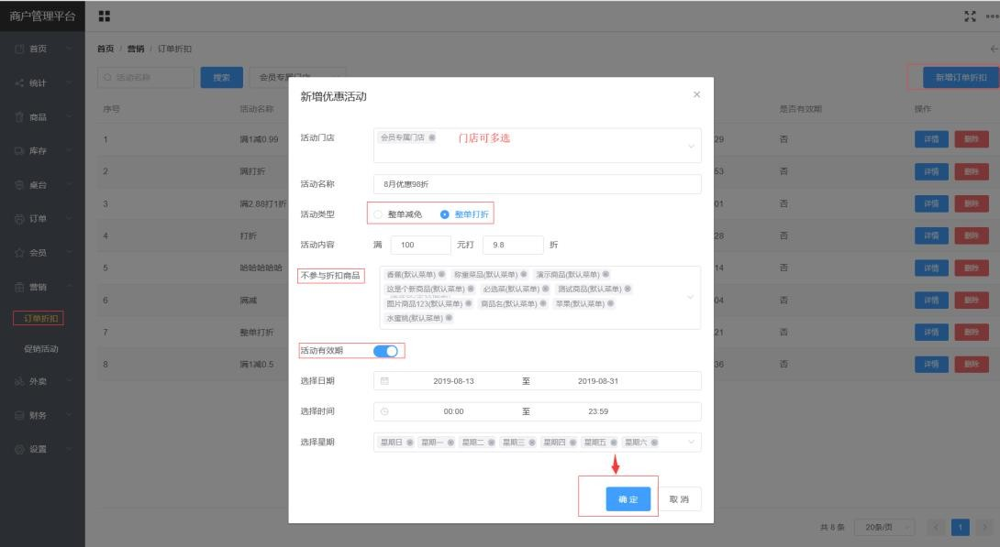 商户管理平台
首页
统计
商品
库存
桌台
订单
会员
营销
订单折扣
促销活动
外卖
财务
设置
首页 / 营销 / 订单折扣
活动名称
搜索
会员专属门店
新增订单折扣
序号 活动名称 是否有效期 操作
1 满1减0.99 29 否 详情 删除
2 满打折 53 否 详情 删除
3 满2.88打1折 01 否 详情 删除
4 打折 28 否 详情 删除
5 哈哈哈哈哈 14 否 详情 删除
6 满减 04 否 详情 删除
7 整单打折 21 否 详情 删除
8 满1减0.5 36 否 详情 删除
共 8 条 20条/页 1
新增优惠活动
活动门店 会员专属门店 门店可多选
活动名称 8月优惠98折
活动类型 整单减免 整单打折
活动内容 满 100 元打 9.8 折
不参与折扣商品
香蕉(默认菜单) 称重菜品(默认菜单) 演示商品(默认菜单)
这是个新商品(默认菜单) 必选菜(默认菜单) 测试商品(默认菜单)
图片商品123(默认菜单) 商品名(默认菜单) 苹果(默认菜单)
水蜜桃(默认菜单)
活动有效期
选择日期 2019-08-13 至 2019-08-31
选择时间 00:00 至 23:59
选择星期 星期日 星期一 星期二 星期三 星期四 星期五 星期六
确定 取消